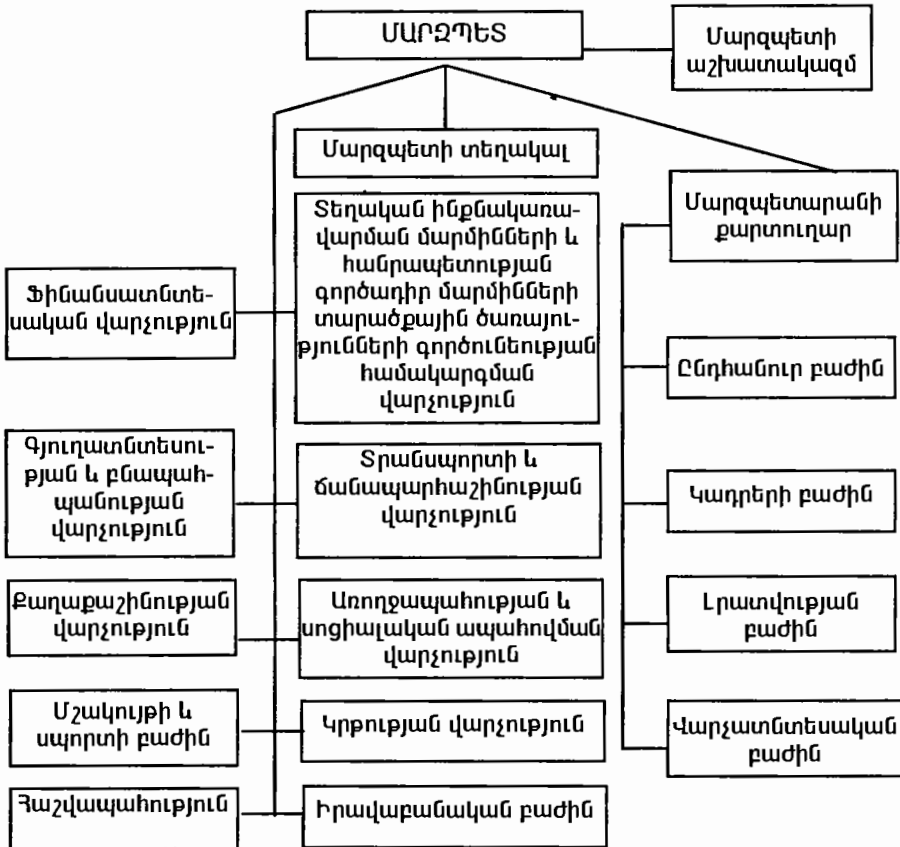 ՄԱՐԶՊԵՏ
Մարզպետի
աշխատակազմ
Մարզպետի տեղակալ
Մարզպետարանի
քարտուղար
Տեղական ինքնակառա-
վարման մարմինների և
հանրապետության
գործադիր մարմինների
տարածքային ծառայու-
թյունների գործունեության
համակարգման
վարչություն
Ֆինանսատնտե-
սական վարչություն
Ընդհանուր բաժին
Գյուղատնտեսու-
թյան և բնապահ-
պանության
վարչություն
Տրանսպորտի և
ճանապարհաշինության
վարչություն
Կադրերի բաժին
Քաղաքաշինության
վարչություն
Առողջապահության և
սոցիալական ապահովման
վարչություն
Լրատվության
բաժին
Մշակույթի և
սպորտի բաժին
Կրթության վարչություն
Վարչատնտեսական
բաժին
Հաշվապահություն
Իրավաբանական բաժին